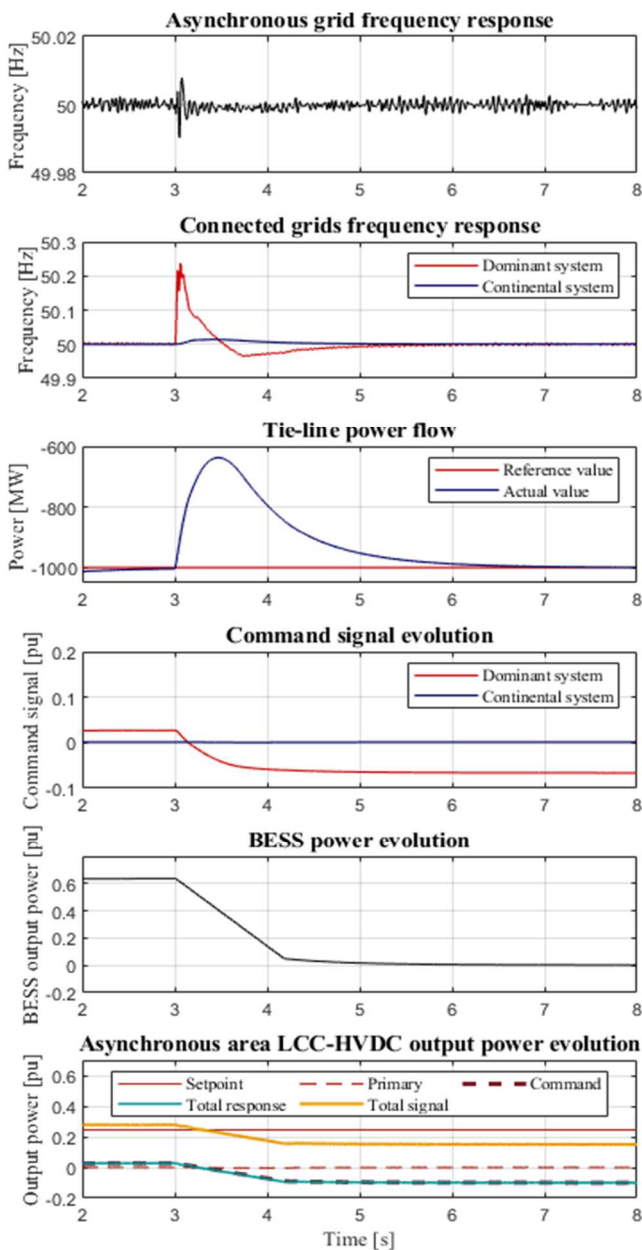 Asynchronous grid frequency response
Frequency [Hz]
50.02
50
49.98
2 3 4 5 6 7 8
Connected grids frequency response
Frequency [Hz]
50.3
50.2
50.1
50
49.9
Dominant system
Continental system
2 3 4 5 6 7 8
Tie-line power flow
Power [MW]
-600
-800
-1000
Reference value
Actual value
2 3 4 5 6 7 8
Command signal evolution
Command signal [pu]
0.2
0.1
0
-0.1
Dominant system
Continental system
2 3 4 5 6 7 8
BESS power evolution
BESS output power [pu]
0.6
0.4
0.2
0
-0.2
2 3 4 5 6 7 8
Asynchronous area LCC-HVDC output power evolution
Output power [pu]
0.6
0.4
0.2
0
-0.2
Setpoint Primary Command
Total response Total signal
2 3 4 5 6 7 8
Time [s]